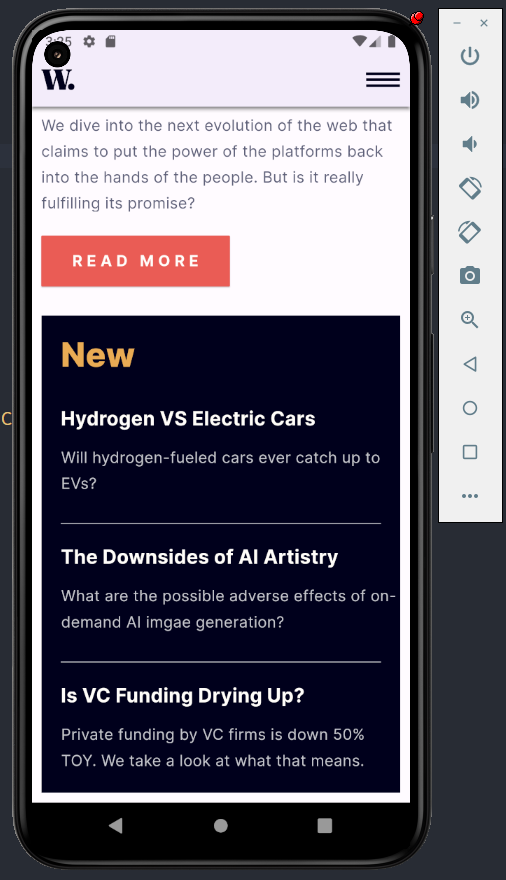 3:25
W.
We dive into the next evolution of the web that
claims to put the power of the platforms back
into the hands of the people. But is it really
fulfilling its promise?
READ MORE
New
Hydrogen VS Electric Cars
Will hydrogen-fueled cars ever catch up to
EVs?
The Downsides of AI Artistry
What are the possible adverse effects of on-
demand AI imgae generation?
Is VC Funding Drying Up?
Private funding by VC firms is down 50%
TOY. We take a look at what that means.
C